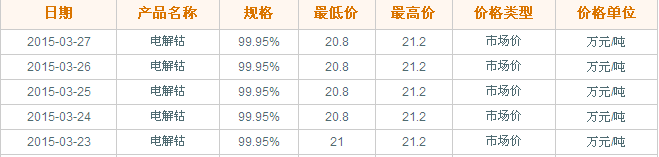 日期 产品名称 规格 最低价 最高价 价格类型 价格单位
2015-03-27 电解钴 99.95% 20.8 21.2 市场价 万元/吨
2015-03-26 电解钴 99.95% 20.8 21.2 市场价 万元/吨
2015-03-25 电解钴 99.95% 20.8 21.2 市场价 万元/吨
2015-03-24 电解钴 99.95% 20.8 21.2 市场价 万元/吨
2015-03-23 电解钴 99.95% 21 21.2 市场价 万元/吨